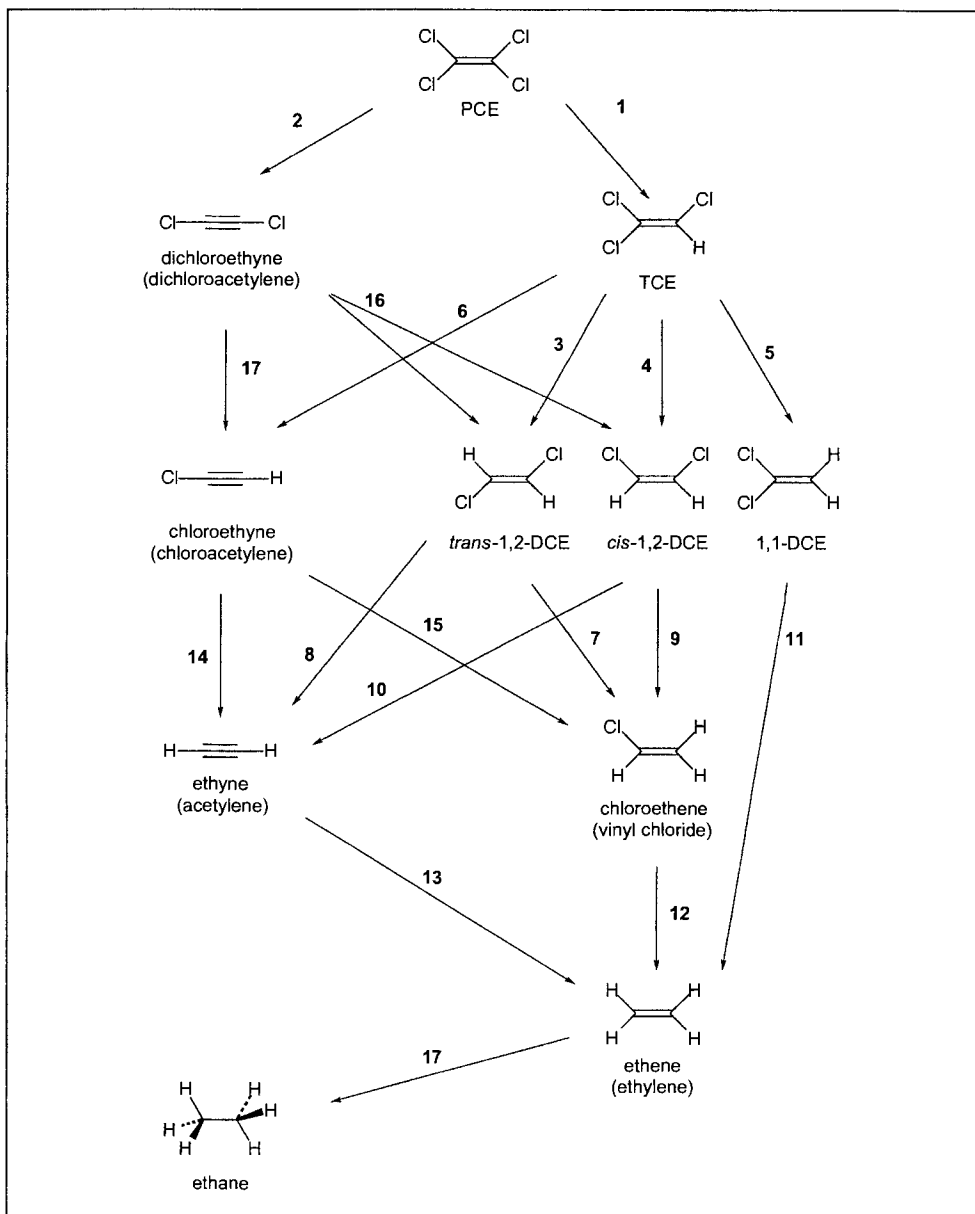 Cl Cl
Cl Cl
PCE
2 1
Cl Cl
Cl Cl
H
dichloroethyne
(dichloroacetylene)
TCE
16 6 3 4 5
17
H Cl Cl Cl Cl H
Cl H
Cl H H H Cl H
chloroethyne
(chloroacetylene)
trans-1,2-DCE cis-1,2-DCE 1,1-DCE
15
14 8 10 7 9 11
Cl H
H H
H H
ethyne
(acetylene)
chloroethene
(vinyl chloride)
13
12
H H
H H
ethene
(ethylene)
17
H H
H H
H H
ethane